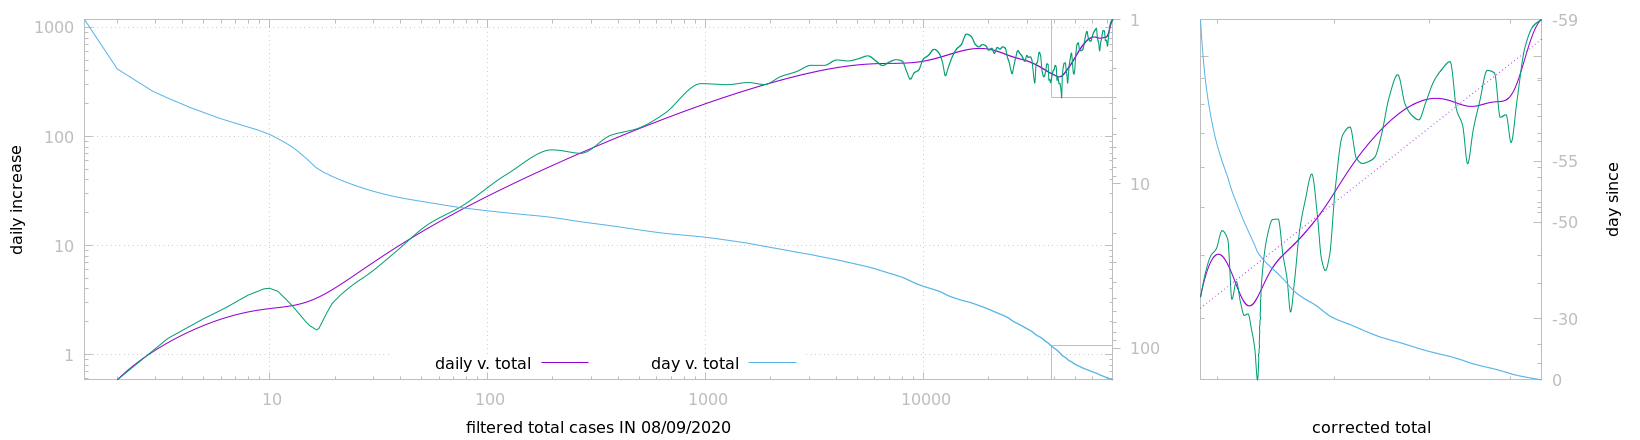 1000
100
10
1
daily increase
10
100
1000
10000
filtered total cases IN 08/09/2020
daily v. total
day v. total
1
10
100
-59
-55
-50
-30
0
day since
corrected total